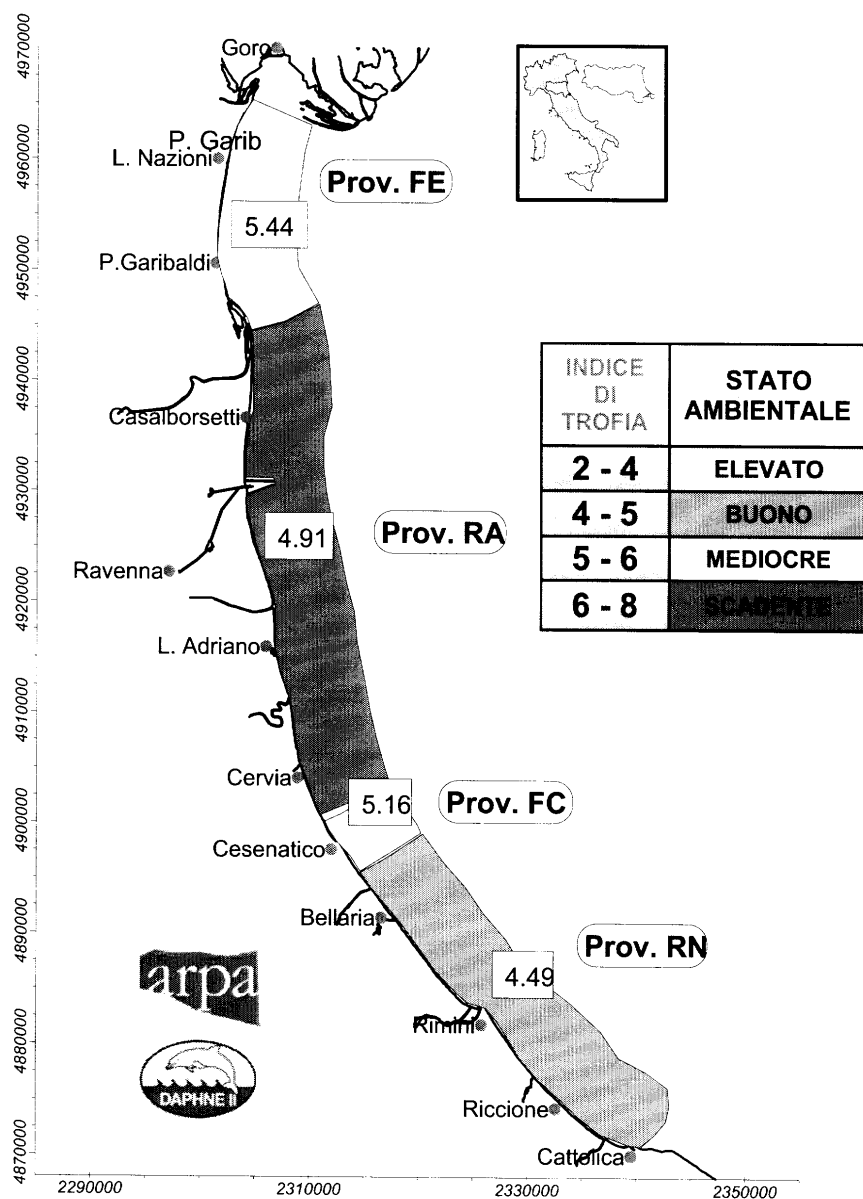 4970000
4960000
4950000
4940000
4930000
4920000
4910000
4900000
4890000
4880000
4870000
Goro
P. Garib
L. Nazioni
Prov. FE
5.44
P.Garibaldi
Casalborsetti
4.91
Prov. RA
Ravenna
L. Adriano
Cervia
5.16
Prov. FC
Cesenatico
Bellaria
Prov. RN
4.49
Rimini
Riccione
Cattolica
INDICE DI TROFIA
STATO AMBIENTALE
2 - 4 ELEVATO
4 - 5 BUONO
5 - 6 MEDIOCRE
6 - 8 SCADENTE
arpa
DAPHNE II
2290000 2310000 2330000 2350000